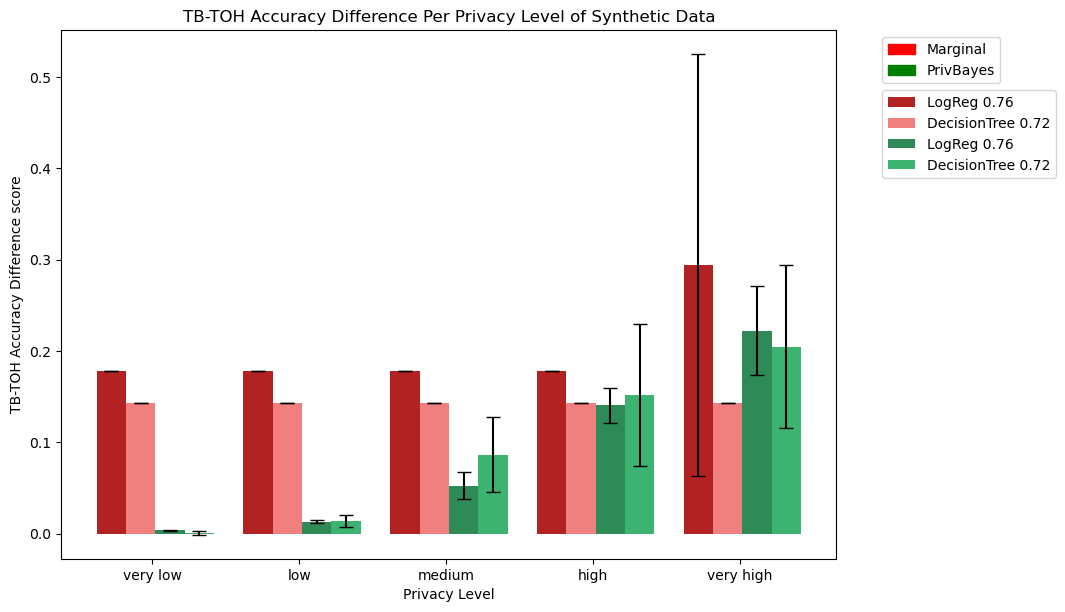 TB-TOH Accuracy Difference Per Privacy Level of Synthetic Data
Marginal
PrivBayes
LogReg 0.76
DecisionTree 0.72
LogReg 0.76
DecisionTree 0.72
TB-TOH Accuracy Difference score
0.5
0.4
0.3
0.2
0.1
0.0
very low
low
medium
high
very high
Privacy Level